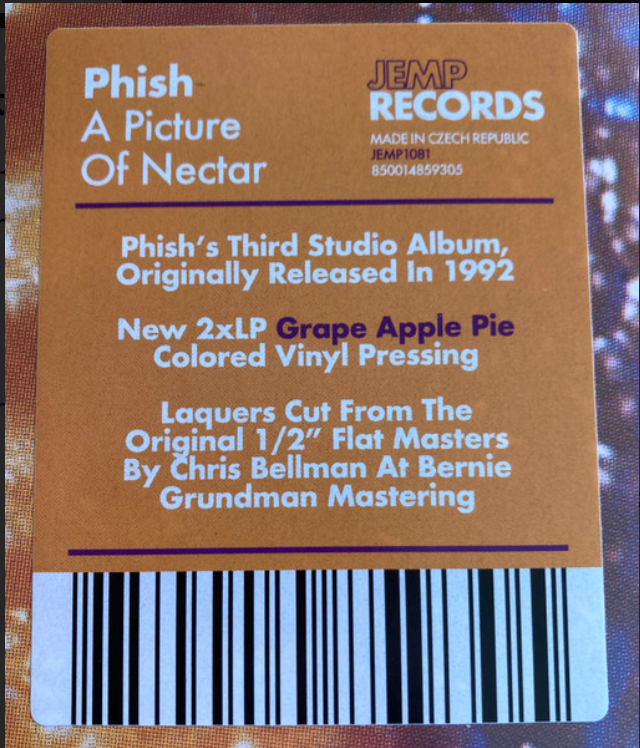 Phish
A Picture
Of Nectar
JEMP
RECORDS
MADE IN CZECH REPUBLIC
JEMP1081
850014859305
Phish's Third Studio Album,
Originally Released In 1992
New 2xLP Grape Apple Pie
Colored Vinyl Pressing
Laquers Cut From The
Original 1/2” Flat Masters
By Chris Bellman At Bernie
Grundman Mastering